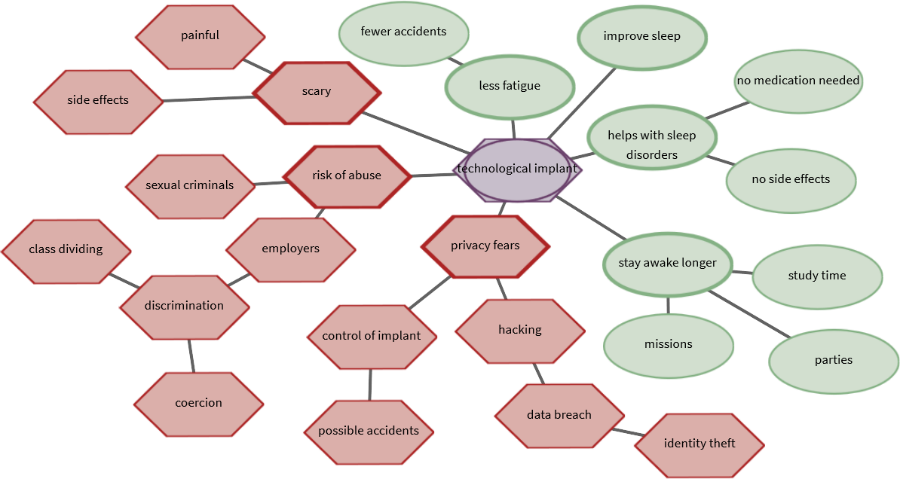 fewer accidents
painful
improve sleep
scary
less fatigue
no medication needed
side effects
helps with sleep
disorders
technological implant
risk of abuse
sexual criminals
no side effects
class dividing
employers
privacy fears
stay awake longer
study time
discrimination
control of implant
hacking
missions
parties
coercion
possible accidents
data breach
identity theft